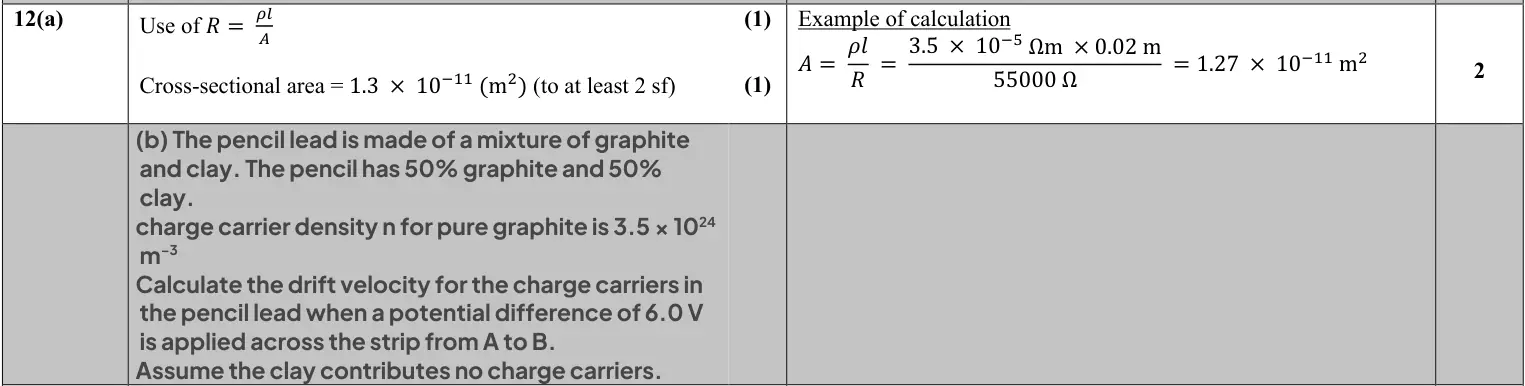 12(a)
Use of R = ρl/A (1)
Cross-sectional area = 1.3 × 10⁻¹¹ (m²) (to at least 2 sf) (1)
Example of calculation
A = ρl/R = 3.5 × 10⁻⁵ Ωm × 0.02 m / 55000 Ω = 1.27 × 10⁻¹¹ m²
2
(b) The pencil lead is made of a mixture of graphite
and clay. The pencil has 50% graphite and 50%
clay.
charge carrier density n for pure graphite is 3.5 × 10²⁴
m⁻³
Calculate the drift velocity for the charge carriers in
the pencil lead when a potential difference of 6.0 V
is applied across the strip from A to B.
Assume the clay contributes no charge carriers.